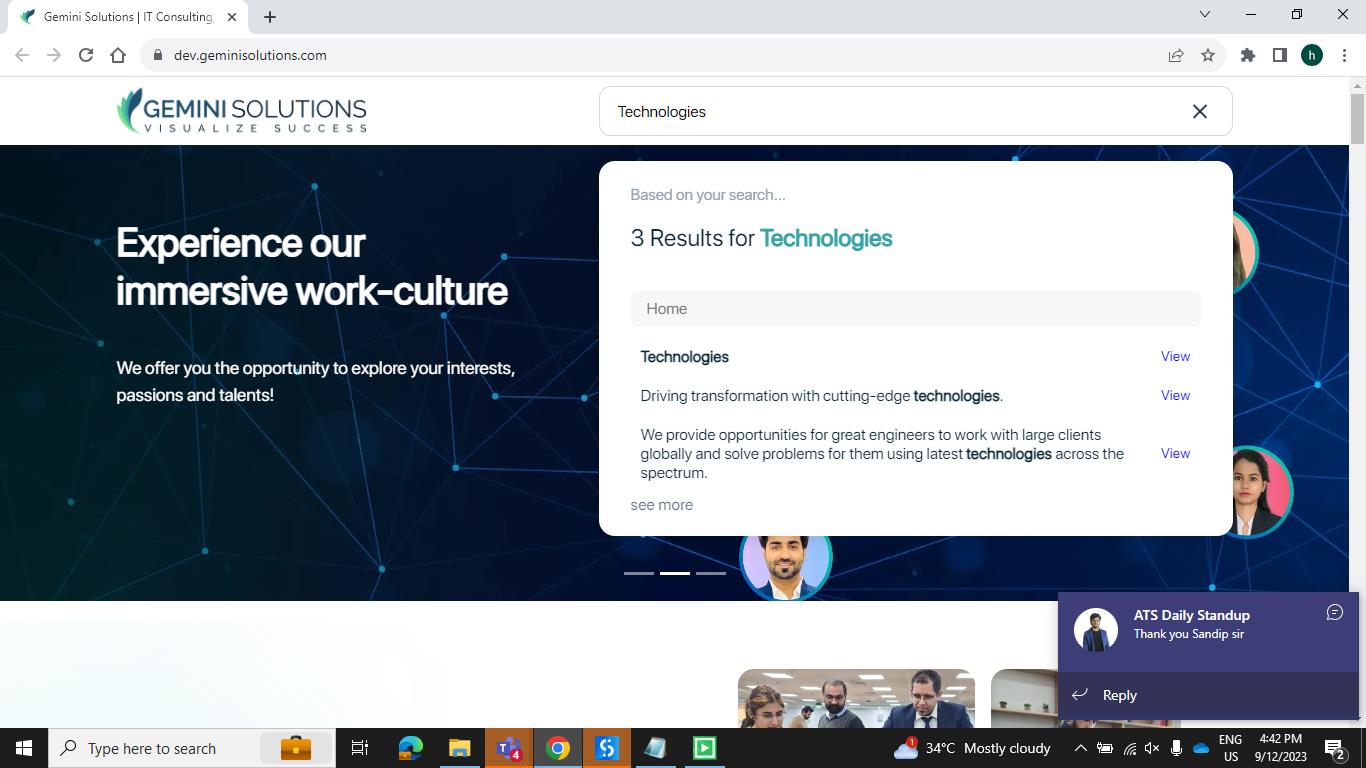 Gemini Solutions | IT Consulting,
dev.geminisolutions.com
h
GEMINI SOLUTIONS
VISUALIZE SUCCESS
Technologies
Experience our
immersive work-culture
We offer you the opportunity to explore your interests,
passions and talents!
Based on your search...
3 Results for Technologies
Home
Technologies
View
Driving transformation with cutting-edge technologies.
View
We provide opportunities for great engineers to work with large clients
globally and solve problems for them using latest technologies across the
spectrum.
View
see more
ATS Daily Standup
Thank you Sandip sir
Reply
Type here to search
4
1
34°C Mostly cloudy
ENG
US
4:42 PM
9/12/2023
2